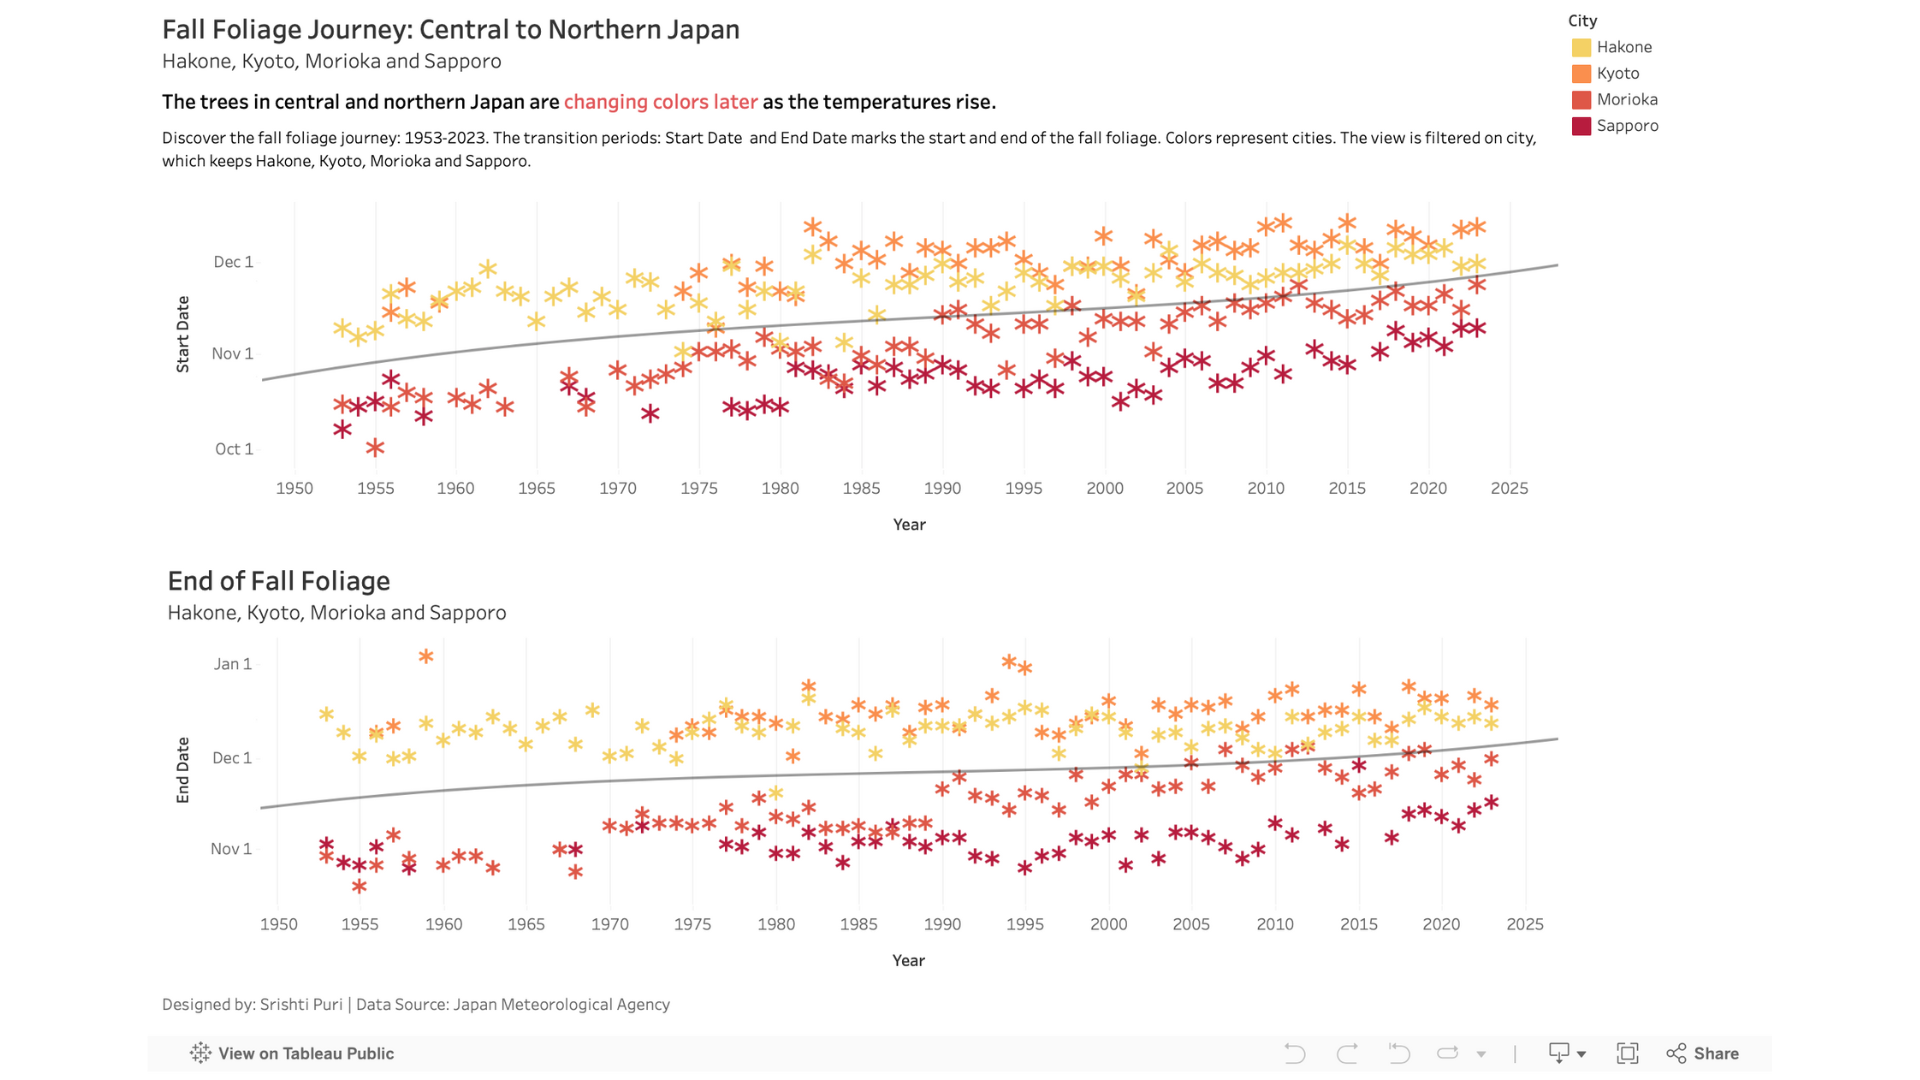 Fall Foliage Journey: Central to Northern Japan
Hakone, Kyoto, Morioka and Sapporo
The trees in central and northern Japan are changing colors later as the temperatures rise.
Discover the fall foliage journey: 1953-2023. The transition periods: Start Date and End Date marks the start and end of the fall foliage. Colors represent cities. The view is filtered on city,
which keeps Hakone, Kyoto, Morioka and Sapporo.
City
Hakone
Kyoto
Morioka
Sapporo
Start Date
Dec 1
Nov 1
Oct 1
1950 1955 1960 1965 1970 1975 1980 1985 1990 1995 2000 2005 2010 2015 2020 2025
Year
End of Fall Foliage
Hakone, Kyoto, Morioka and Sapporo
End Date
Jan 1
Dec 1
Nov 1
1950 1955 1960 1965 1970 1975 1980 1985 1990 1995 2000 2005 2010 2015 2020 2025
Year
Designed by: Srishti Puri | Data Source: Japan Meteorological Agency
View on Tableau Public
Share